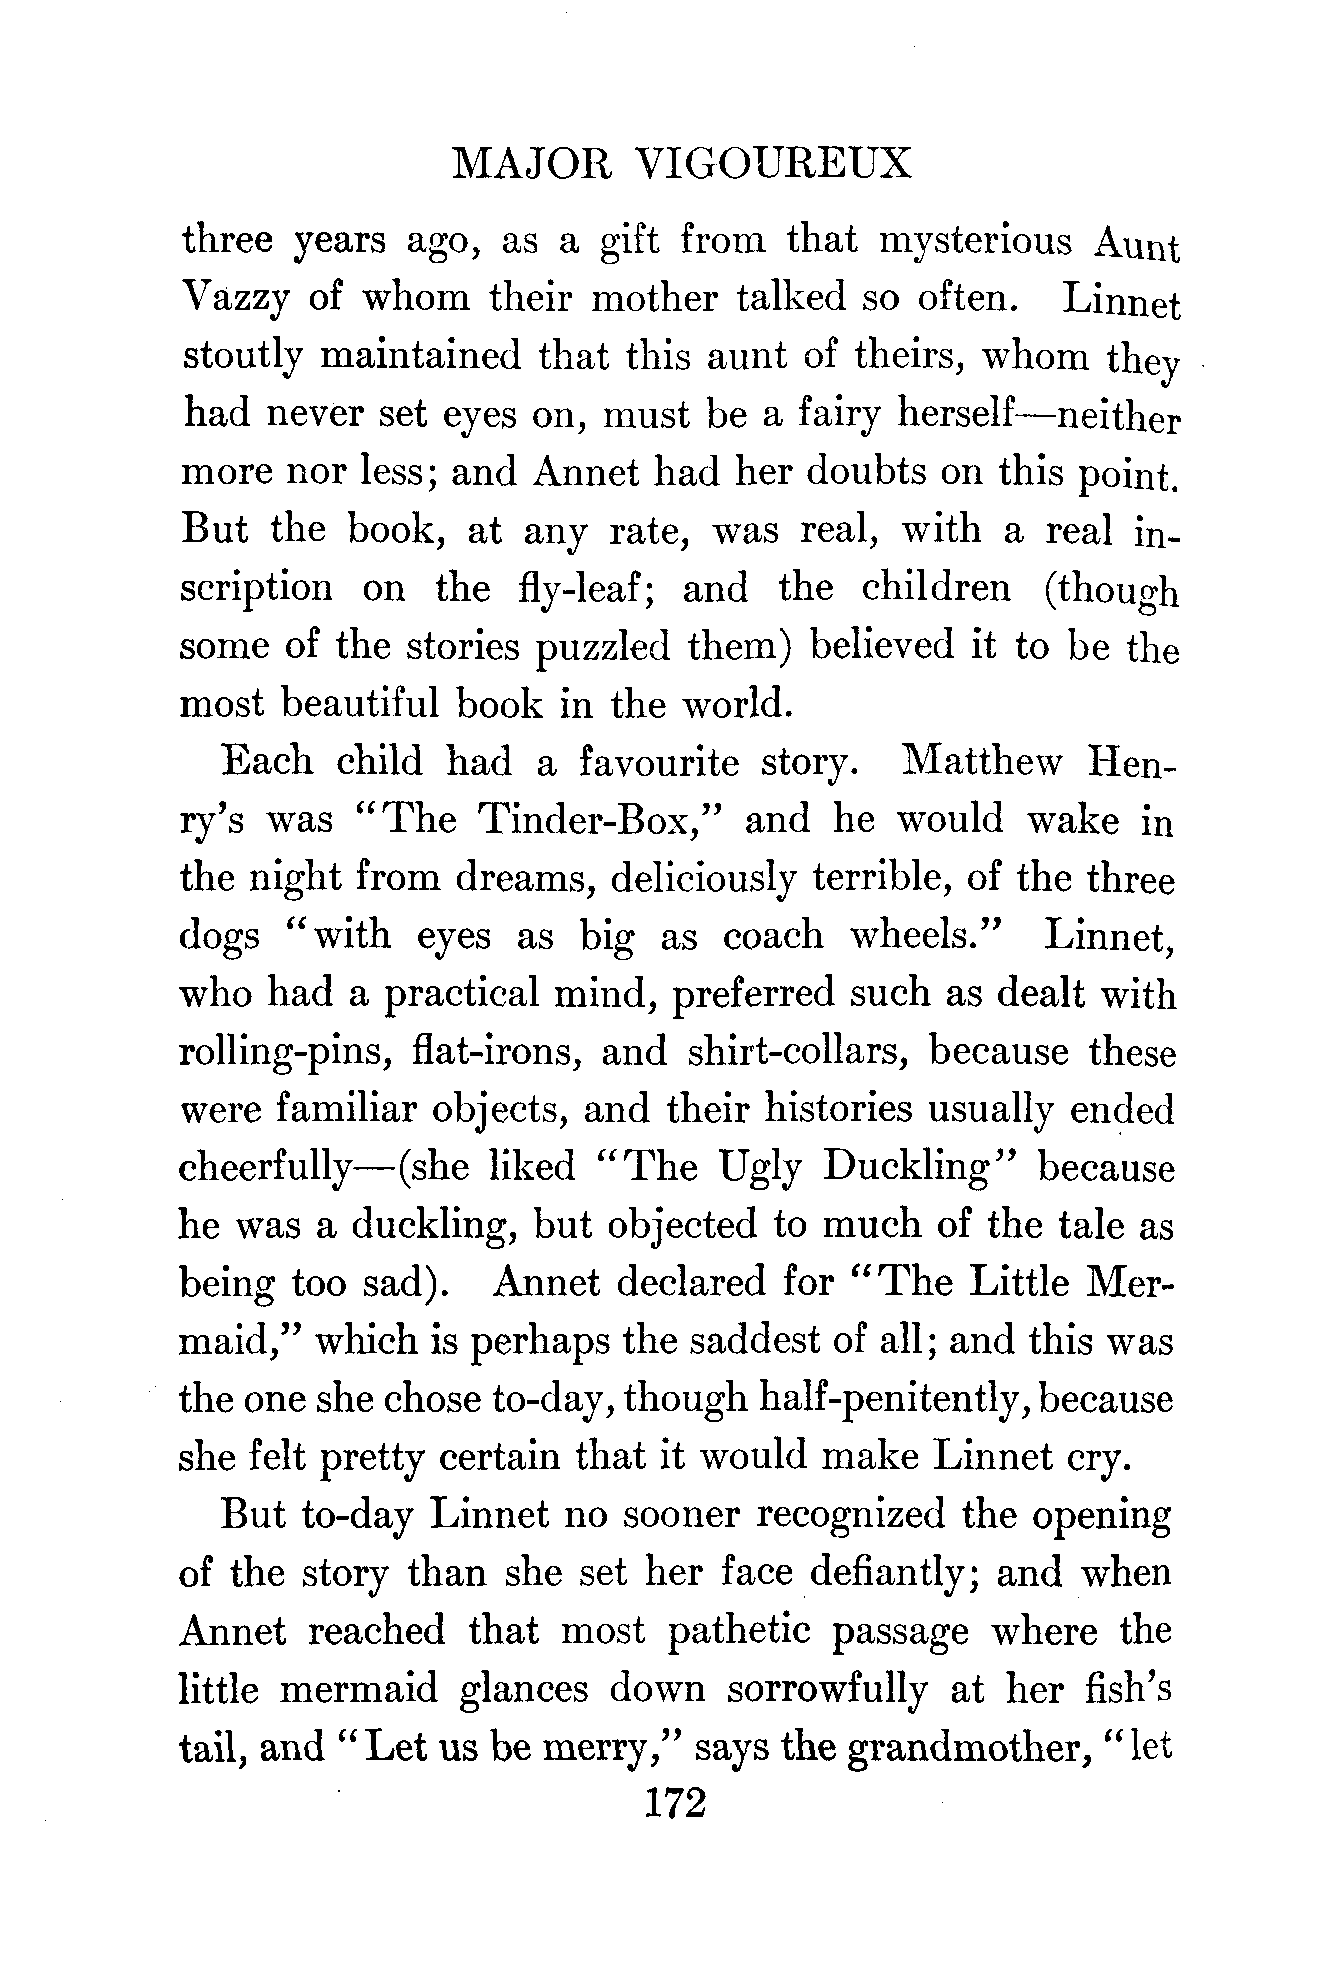 MAJOR VIGOUREUX
three years ago, as a gift from that mysterious Aunt
Vazzy of whom their mother talked so often. Linnet
stoutly maintained that this aunt of theirs, whom they
had never set eyes on, must be a fairy herself—neither
more nor less; and Annet had her doubts on this point.
But the book, at any rate, was real, with a real in-
scription on the fly-leaf; and the children (though
some of the stories puzzled them) believed it to be the
most beautiful book in the world.
Each child had a favourite story. Matthew Hen-
ry's was "The Tinder-Box," and he would wake in
the night from dreams, deliciously terrible, of the three
dogs "with eyes as big as coach wheels." Linnet,
who had a practical mind, preferred such as dealt with
rolling-pins, flat-irons, and shirt-collars, because these
were familiar objects, and their histories usually ended
cheerfully—(she liked "The Ugly Duckling" because
he was a duckling, but objected to much of the tale as
being too sad). Annet declared for "The Little Mer-
maid," which is perhaps the saddest of all; and this was
the one she chose to-day, though half-penitently, because
she felt pretty certain that it would make Linnet cry.
But to-day Linnet no sooner recognized the opening
of the story than she set her face defiantly; and when
Annet reached that most pathetic passage where the
little mermaid glances down sorrowfully at her fish's
tail, and "Let us be merry," says the grandmother, "let
172